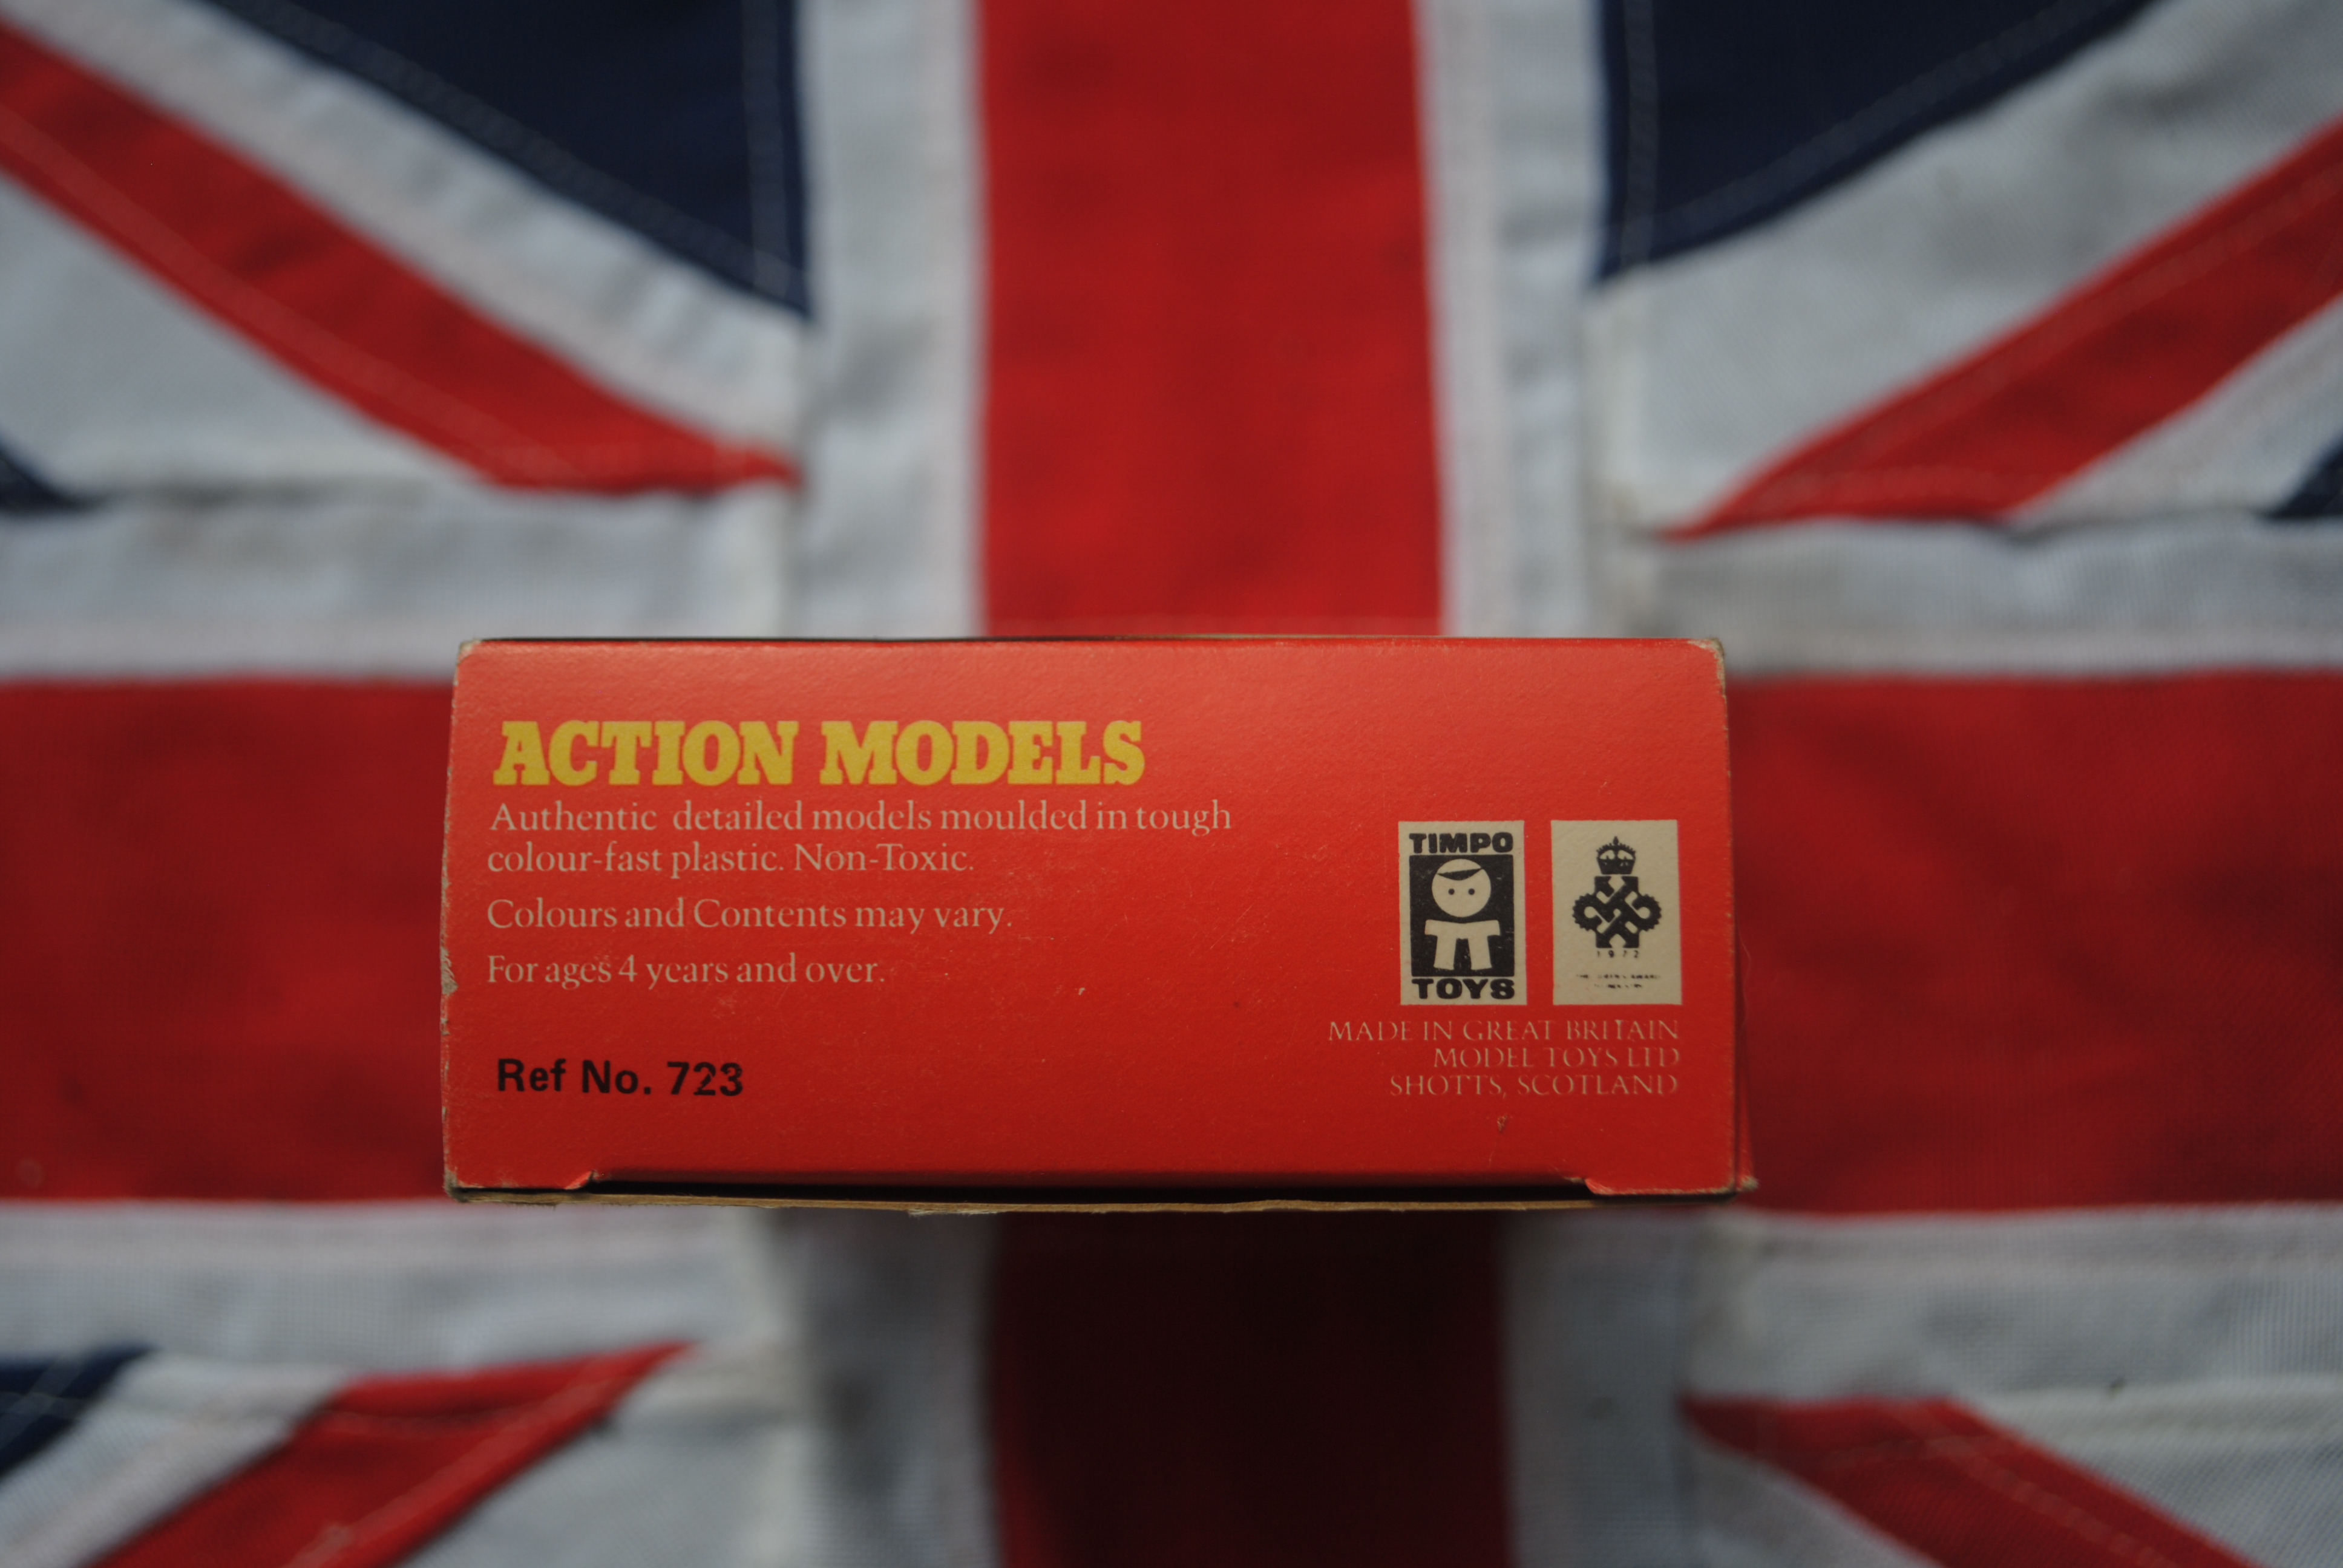 ACTION MODELS
Authentic detailed models moulded in tough
colour-fast plastic. Non-Toxic.
Colours and Contents may vary.
For ages 4 years and over.
Ref No. 723
TIMPO
TOYS
1972
MADE IN GREAT BRITAIN
MODEL TOYS LTD
SHOTTS, SCOTLAND